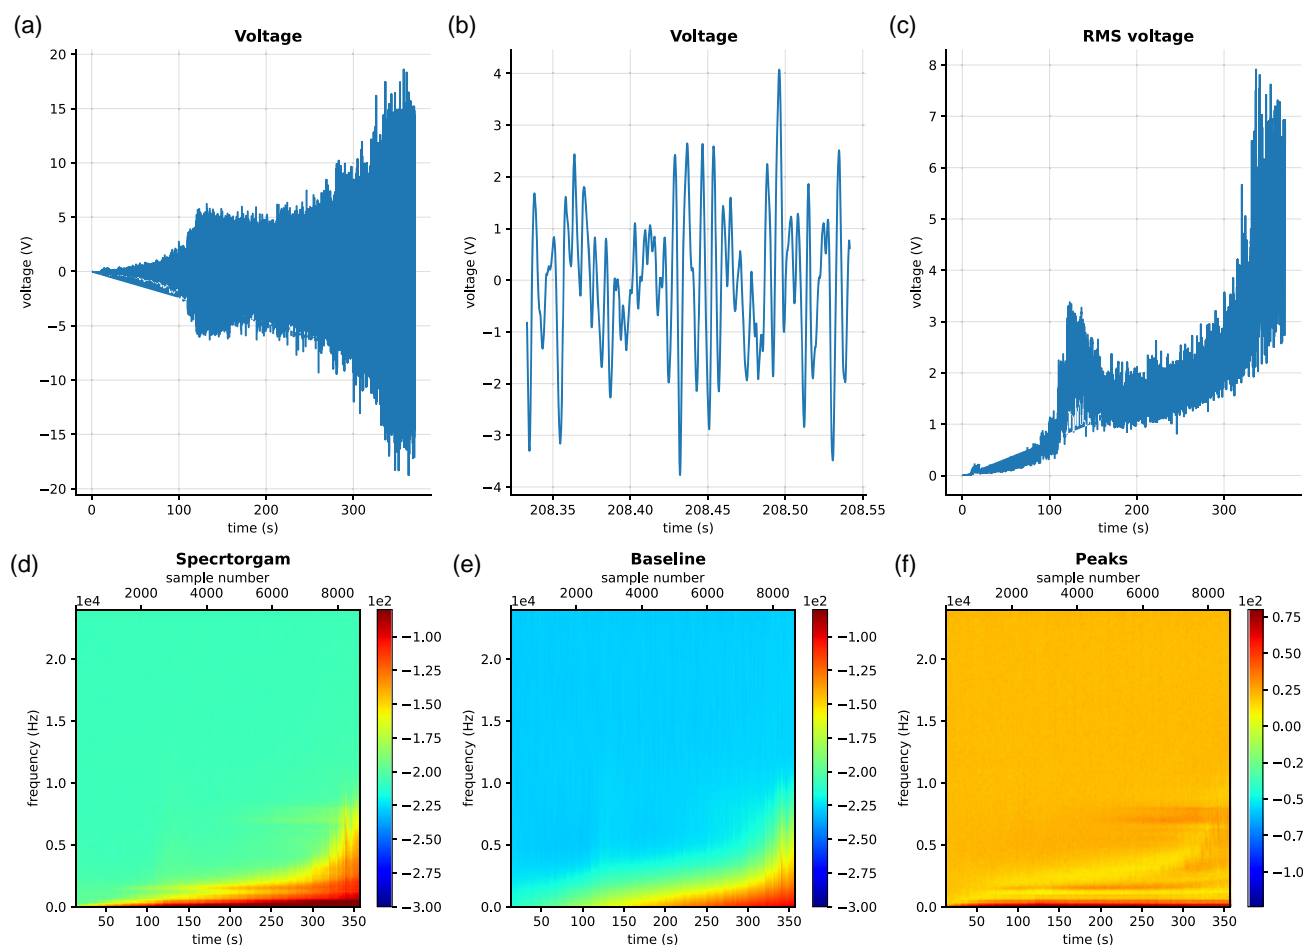 (a) (b) (c)
Voltage Voltage RMS voltage
20
15
10
5
0
−5
−10
−15
−20
voltage (V)
0 100 200 300
time (s)
4
3
2
1
0
−1
−2
−3
−4
voltage (V)
208.35 208.40 208.45 208.50 208.55
time (s)
8
7
6
5
4
3
2
1
0
voltage (V)
0 100 200 300
time (s)
(d) (e) (f)
Specrtorgam
sample number
2000 4000 6000 8000
1e4 1e2
2.0
1.5
1.0
0.5
0.0
frequency (Hz)
50 100 150 200 250 300 350
time (s)
−1.00
−1.25
−1.50
−1.75
−2.00
−2.25
−2.50
−2.75
−3.00
Baseline
sample number
2000 4000 6000 8000
1e4 1e2
2.0
1.5
1.0
0.5
0.0
frequency (Hz)
50 100 150 200 250 300 350
time (s)
−1.00
−1.25
−1.50
−1.75
−2.00
−2.25
−2.50
−2.75
−3.00
Peaks
sample number
2000 4000 6000 8000
1e4 1e2
2.0
1.5
1.0
0.5
0.0
frequency (Hz)
50 100 150 200 250 300 350
time (s)
0.75
0.50
0.25
0.00
−0.2
−0.5
−0.7
−1.0